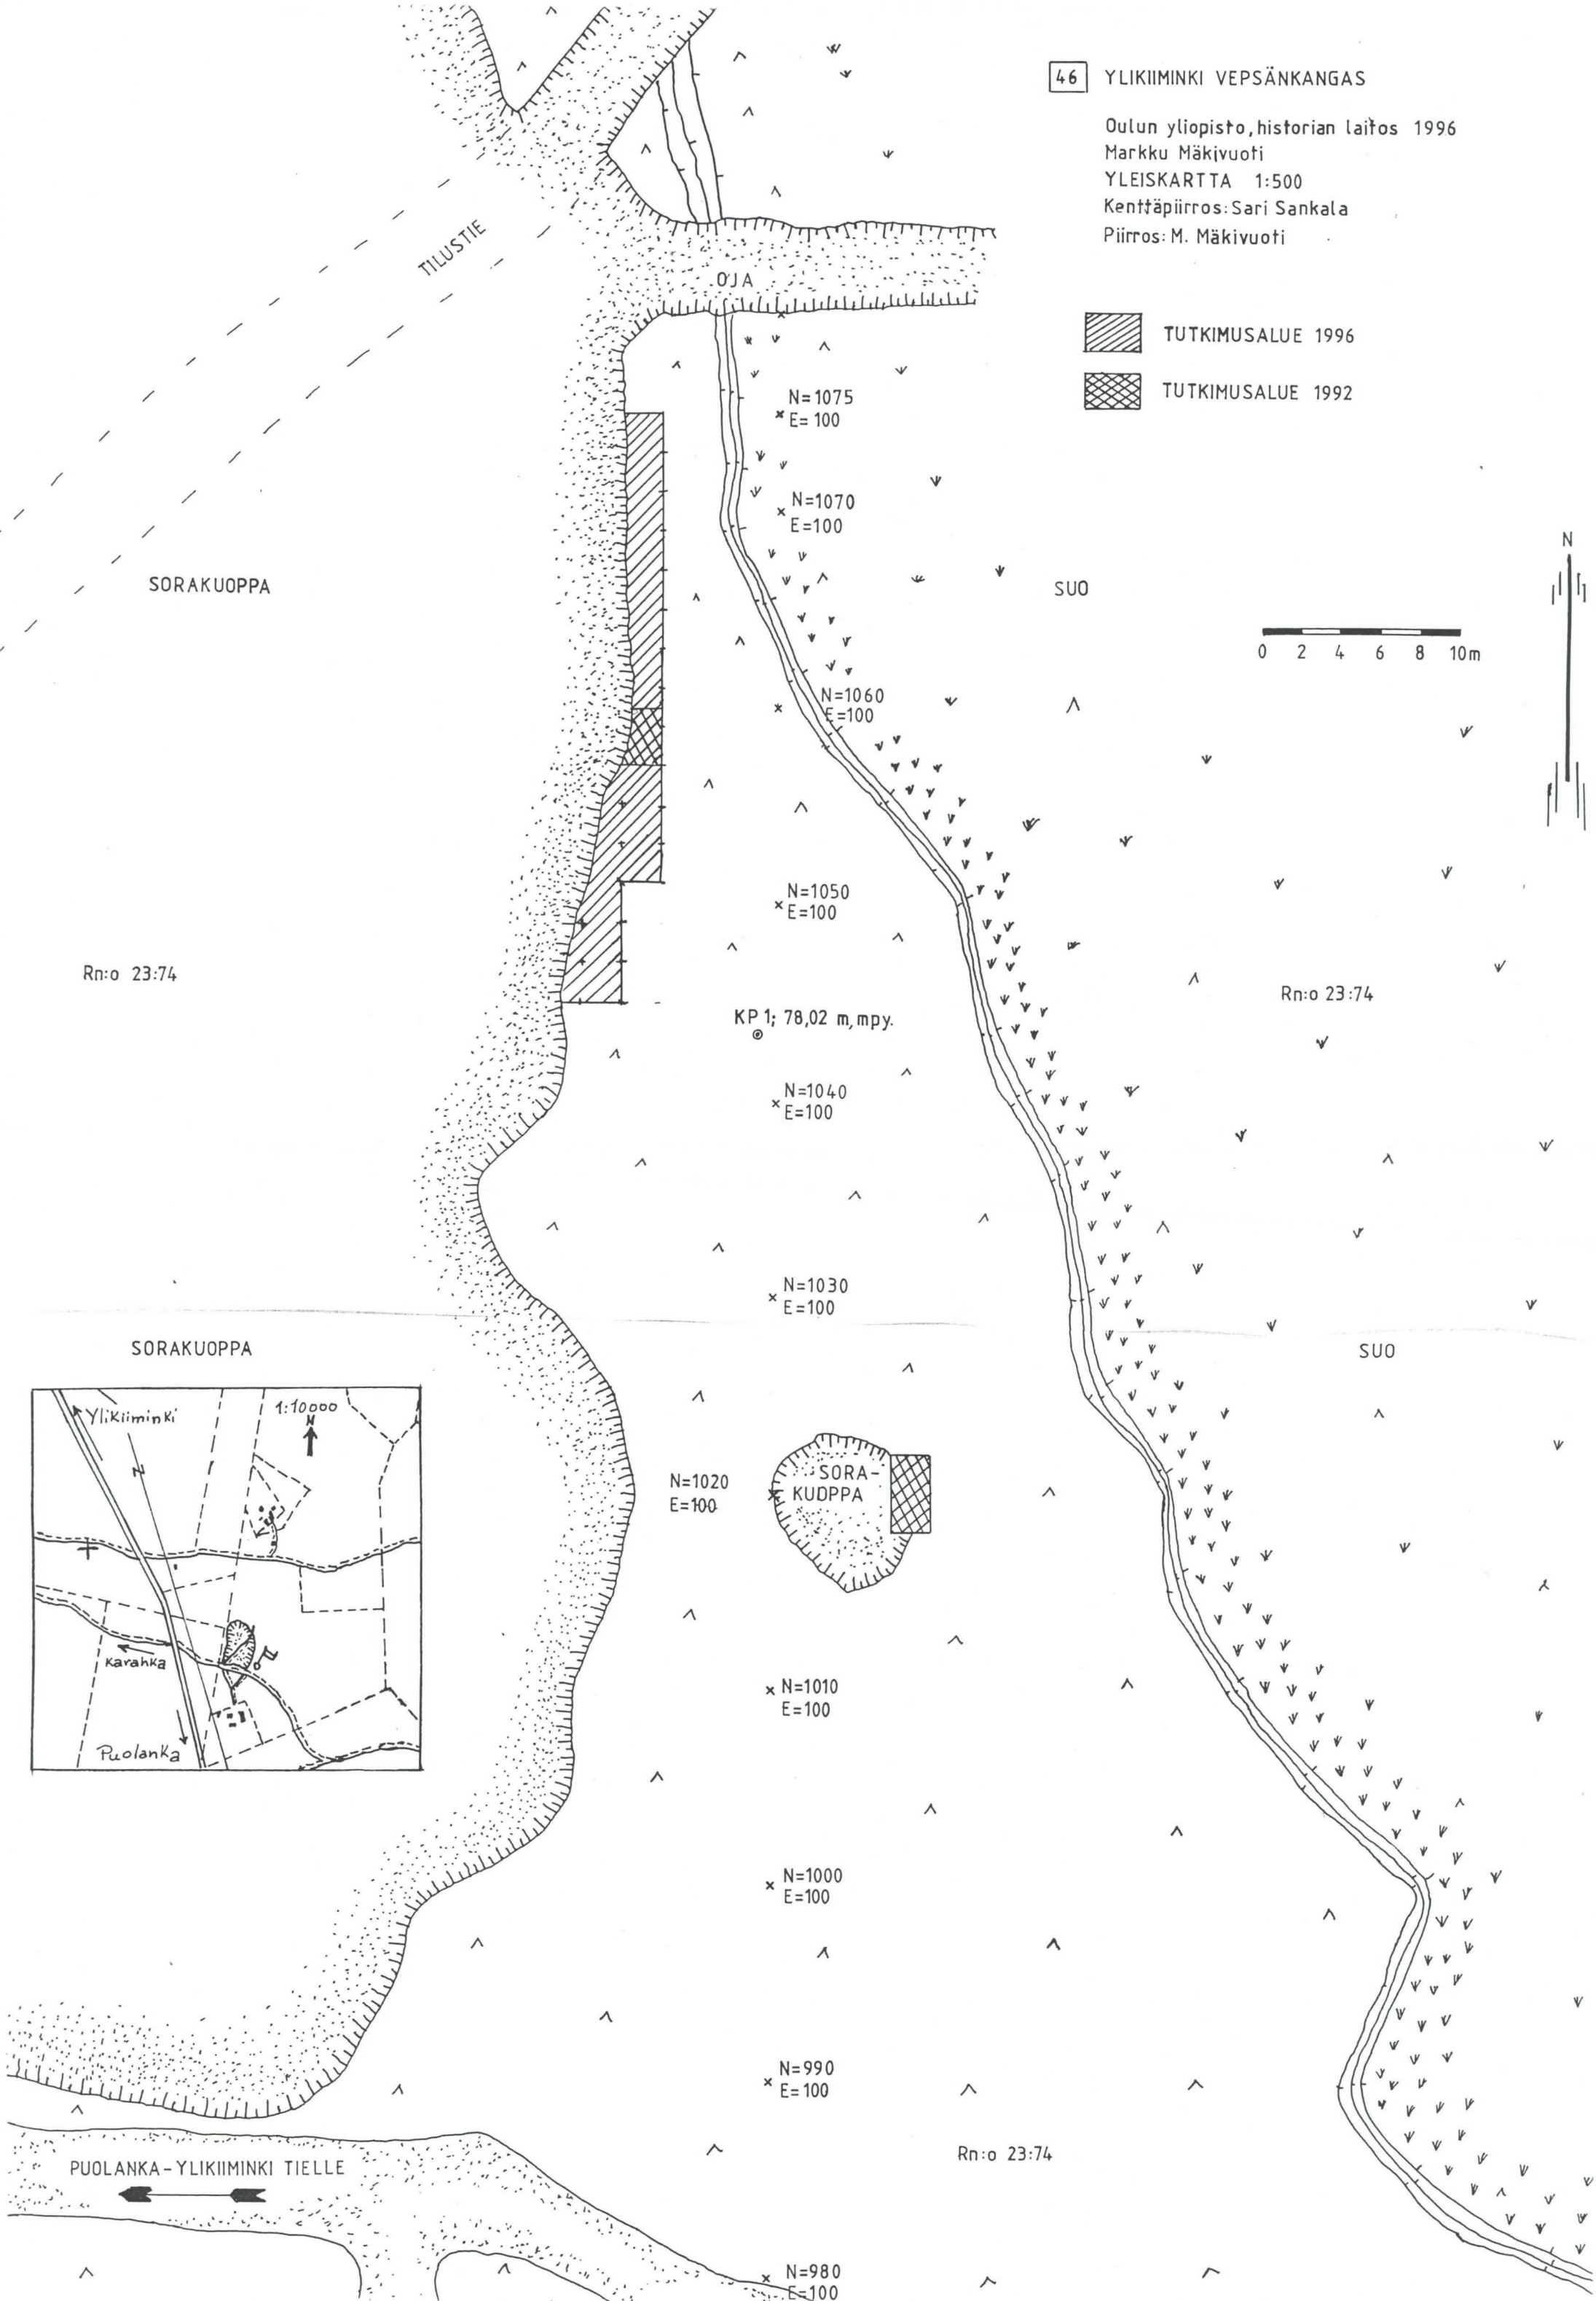 46 YLIKIIMINKI VEPSÄNKANGAS
Oulun yliopisto, historian laitos 1996
Markku Mäkivuoti
YLEISKARTTA 1:500
Kenttäpiirros: Sari Sankala
Piirros: M. Mäkivuoti
TILUSTIE
OJA
TUTKIMUSALUE 1996
TUTKIMUSALUE 1992
N=1075
E=100
N=1070
E=100
N
SORAKUOPPA
SUO
0 2 4 6 8 10m
N=1060
E=100
N=1050
E=100
Rn:o 23:74
Rn:o 23:74
KP1; 78,02 m, mpy.
N=1040
E=100
N=1030
E=100
SORAKUOPPA
SUO
Ylikiiminki
1:10000
N
Karahka
Puolanka
N=1020
E=100
SORA-
KUOPPA
N=1010
E=100
N=1000
E=100
N=990
E=100
Rn:o 23:74
PUOLANKA-YLIKIIMINKI TIELLE
N=980
E=100